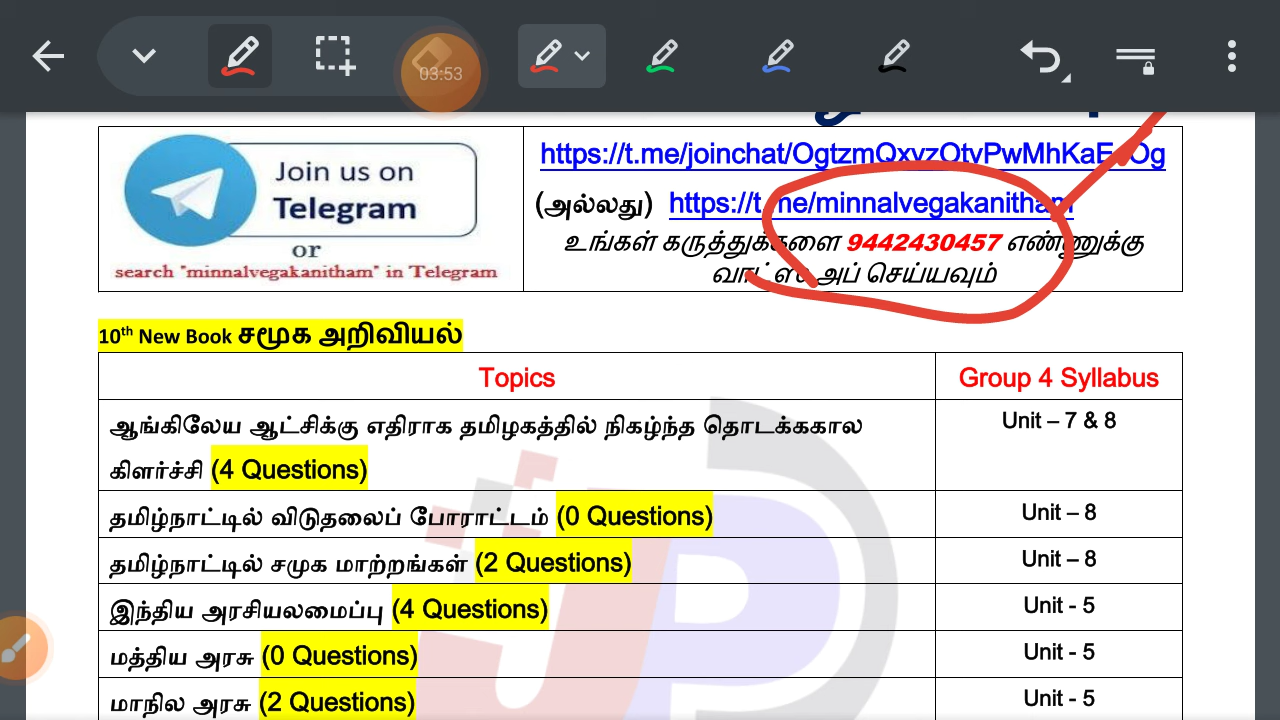 03:53
Join us on
Telegram
or
search "minnalvegakanitham" in Telegram
(அல்லது) https://t.me/minnalvegakanitham
உங்கள் கருத்துக்களை 9442430457 எண்ணுக்கு
வாட்ஸ் அப் செய்யவும்
10th New Book சமூக அறிவியல்
Topics
Group 4 Syllabus
ஆங்கிலேய ஆட்சிக்கு எதிராக தமிழகத்தில் நிகழ்ந்த தொடக்ககால
கிளர்ச்சி (4 Questions)
Unit – 7 & 8
தமிழ்நாட்டில் விடுதலைப் போராட்டம் (0 Questions)
Unit – 8
தமிழ்நாட்டில் சமுக மாற்றங்கள் (2 Questions)
Unit – 8
இந்திய அரசியலமைப்பு (4 Questions)
Unit - 5
மத்திய அரசு (0 Questions)
Unit - 5
மாநில அரசு (2 Questions)
Unit - 5